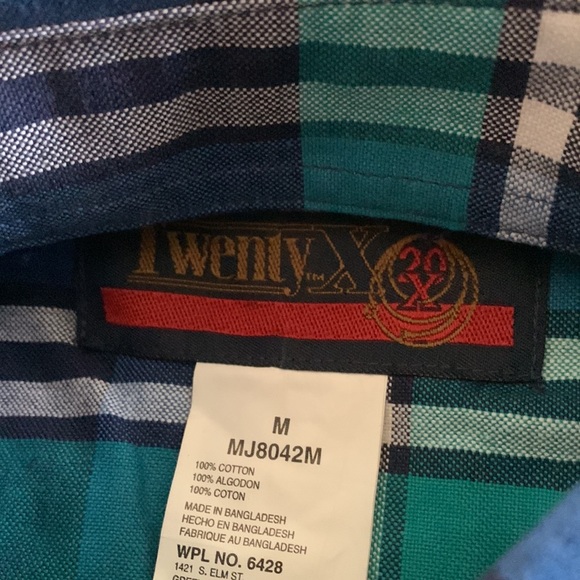 Twenty X™
20
X
M
MJ8042M
100% COTTON
100% ALGODON
100% COTON
MADE IN BANGLADESH
HECHO EN BANGLADESH
FABRIQUE AU BANGLADESH
WPL NO. 6428
1421 S. ELM ST